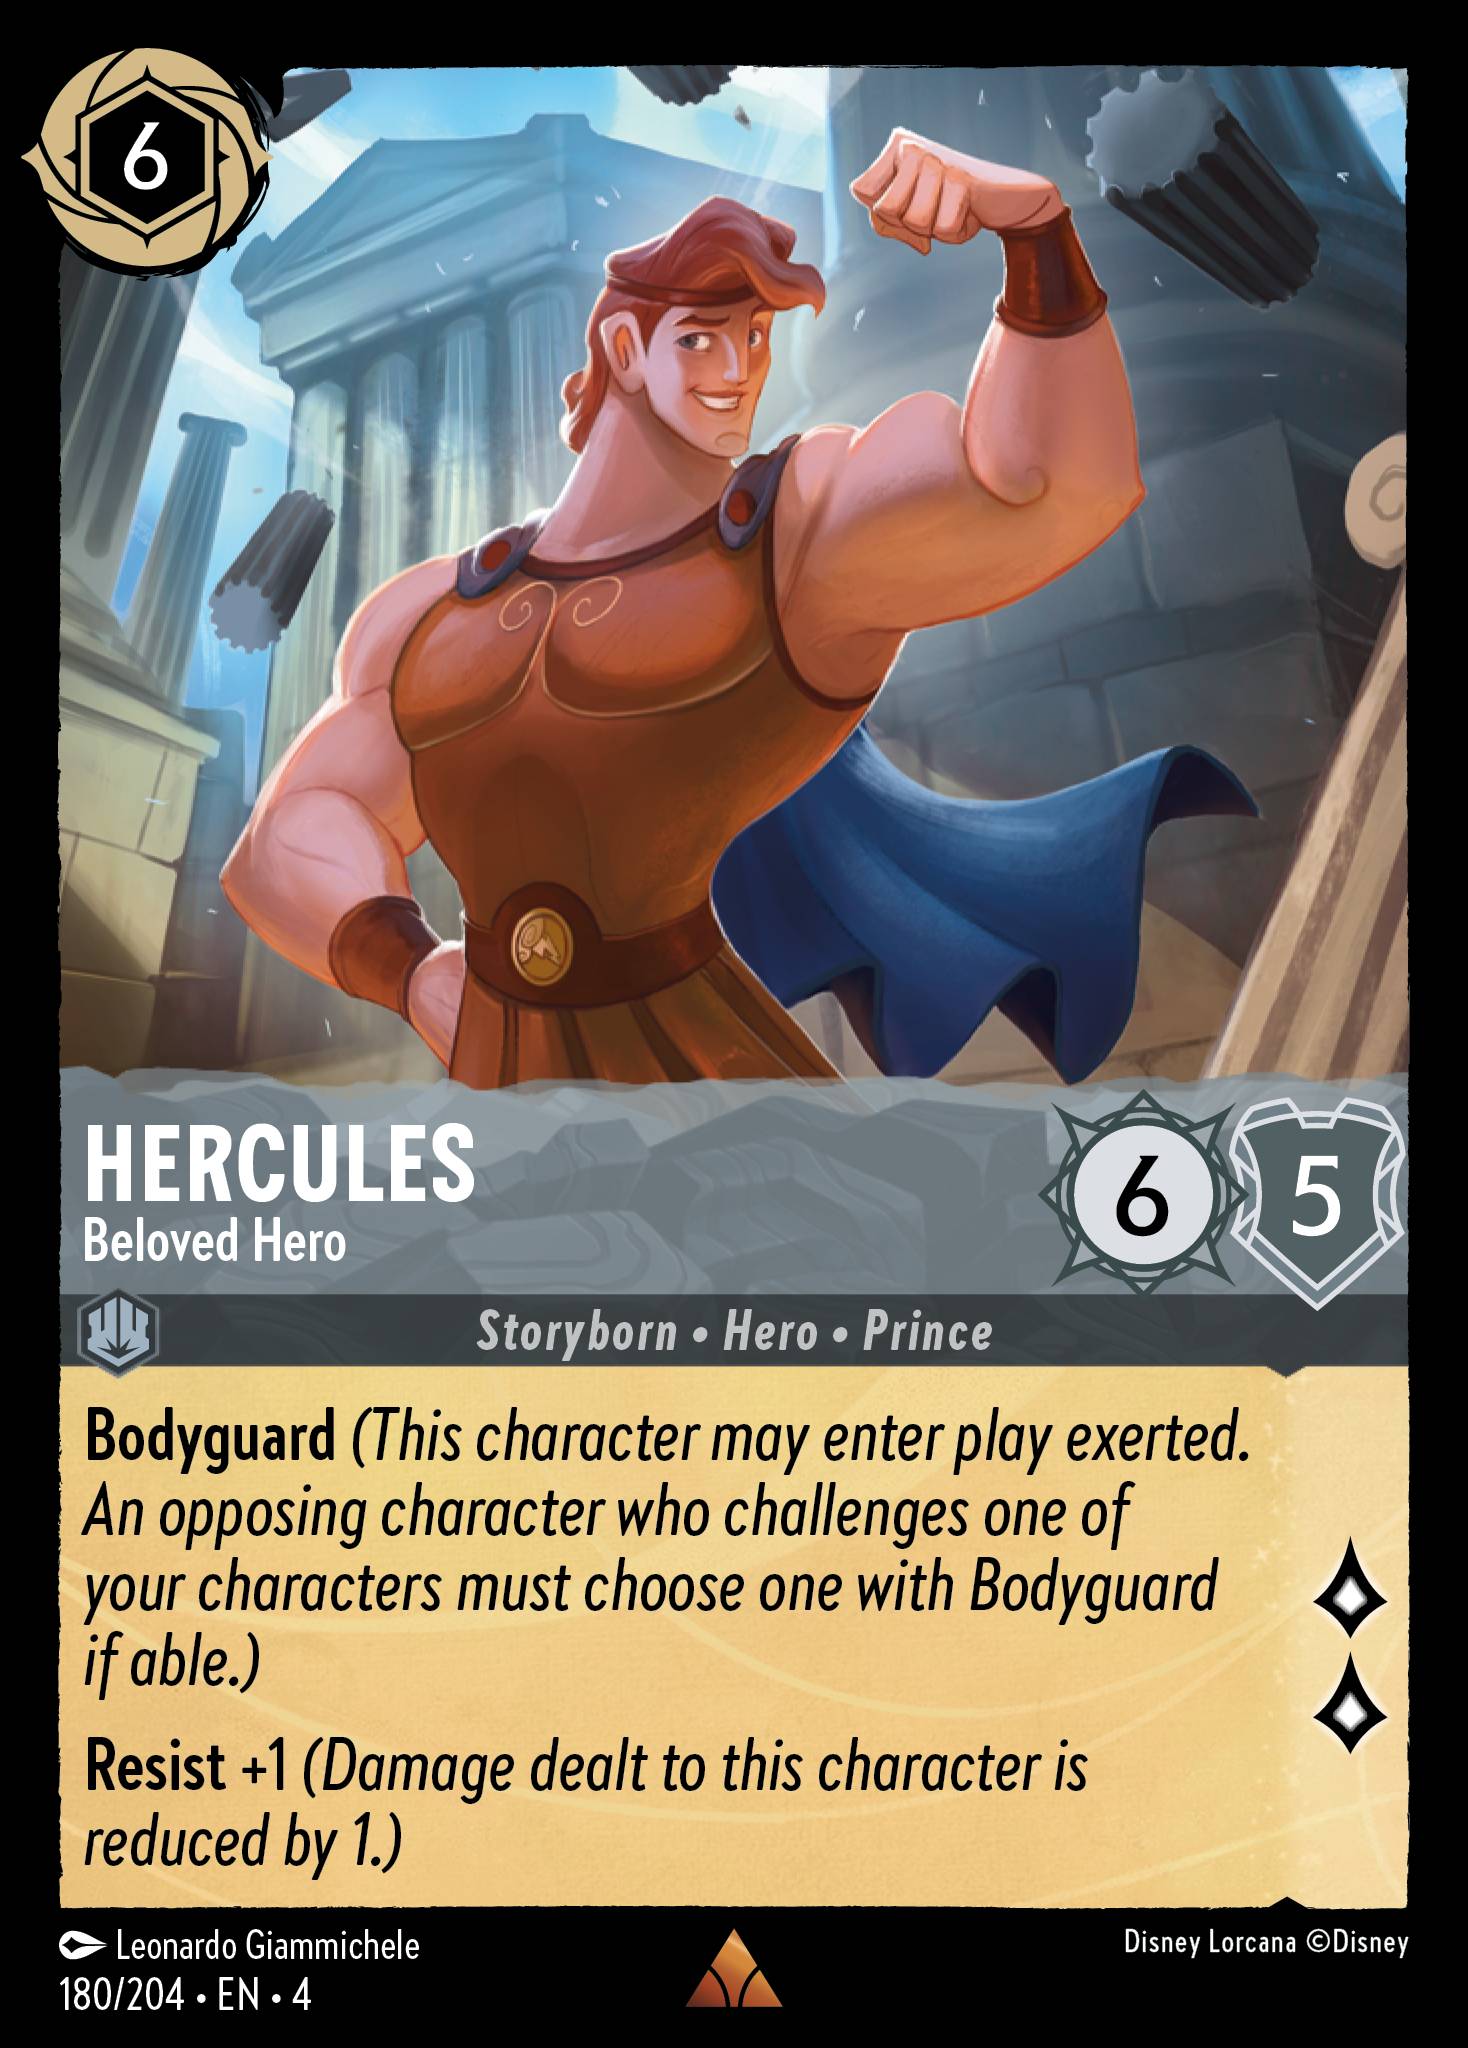 6
HERCULES
Beloved Hero
6
5
Storyborn • Hero • Prince
Bodyguard (This character may enter play exerted.
An opposing character who challenges one of
your characters must choose one with Bodyguard
if able.)
Resist +1 (Damage dealt to this character is
reduced by 1.)
Leonardo Giammichele
180/204 • EN • 4
Disney Lorcana ©Disney